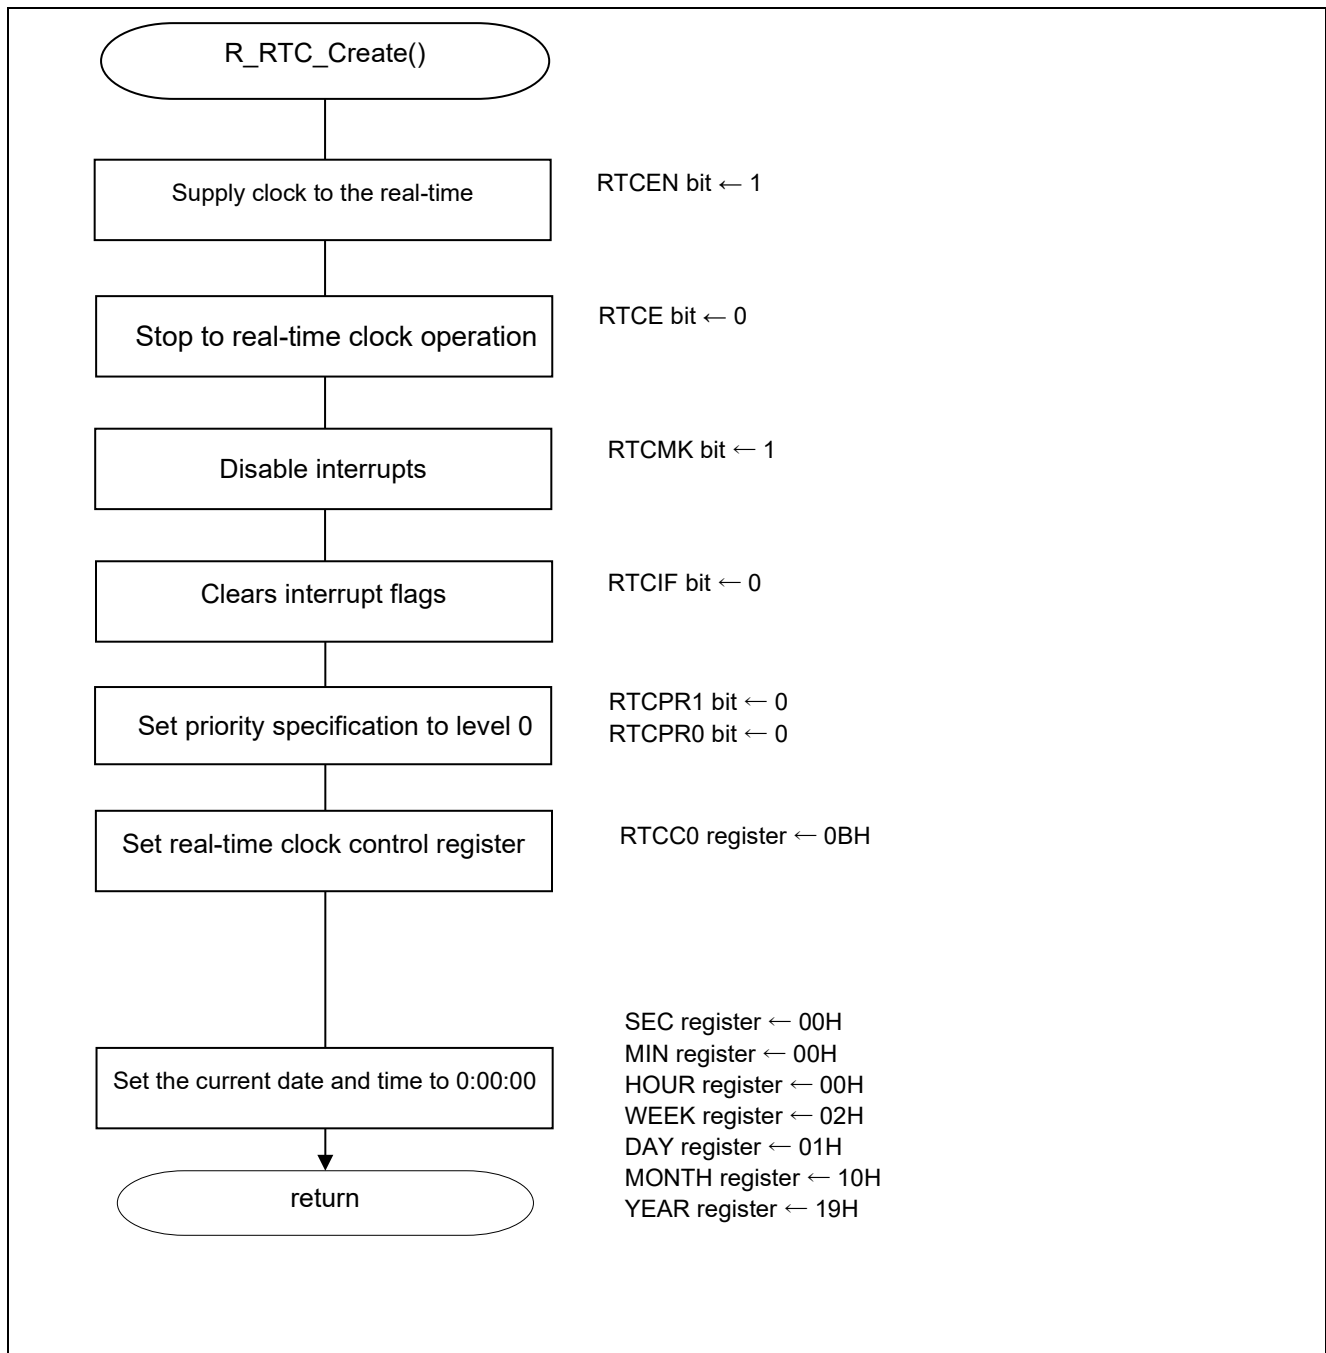 R_RTC_Create()
Supply clock to the real-time
RTCEN bit ← 1
Stop to real-time clock operation
RTCE bit ← 0
Disable interrupts
RTCMK bit ← 1
Clears interrupt flags
RTCIF bit ← 0
Set priority specification to level 0
RTCPR1 bit ← 0
RTCPR0 bit ← 0
Set real-time clock control register
RTCC0 register ← 0BH
Set the current date and time to 0:00:00
SEC register ← 00H
MIN register ← 00H
HOUR register ← 00H
WEEK register ← 02H
DAY register ← 01H
MONTH register ← 10H
YEAR register ← 19H
return